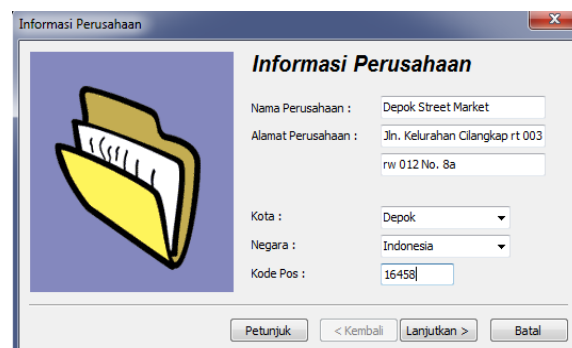 Informasi Perusahaan
Informasi Perusahaan
Nama Perusahaan : Depok Street Market
Alamat Perusahaan : Jln. Kelurahan Cilangkap rt 003
rw 012 No. 8a
Kota : Depok
Negara : Indonesia
Kode Pos : 16458
Petunjuk < Kembali Lanjutkan > Batal